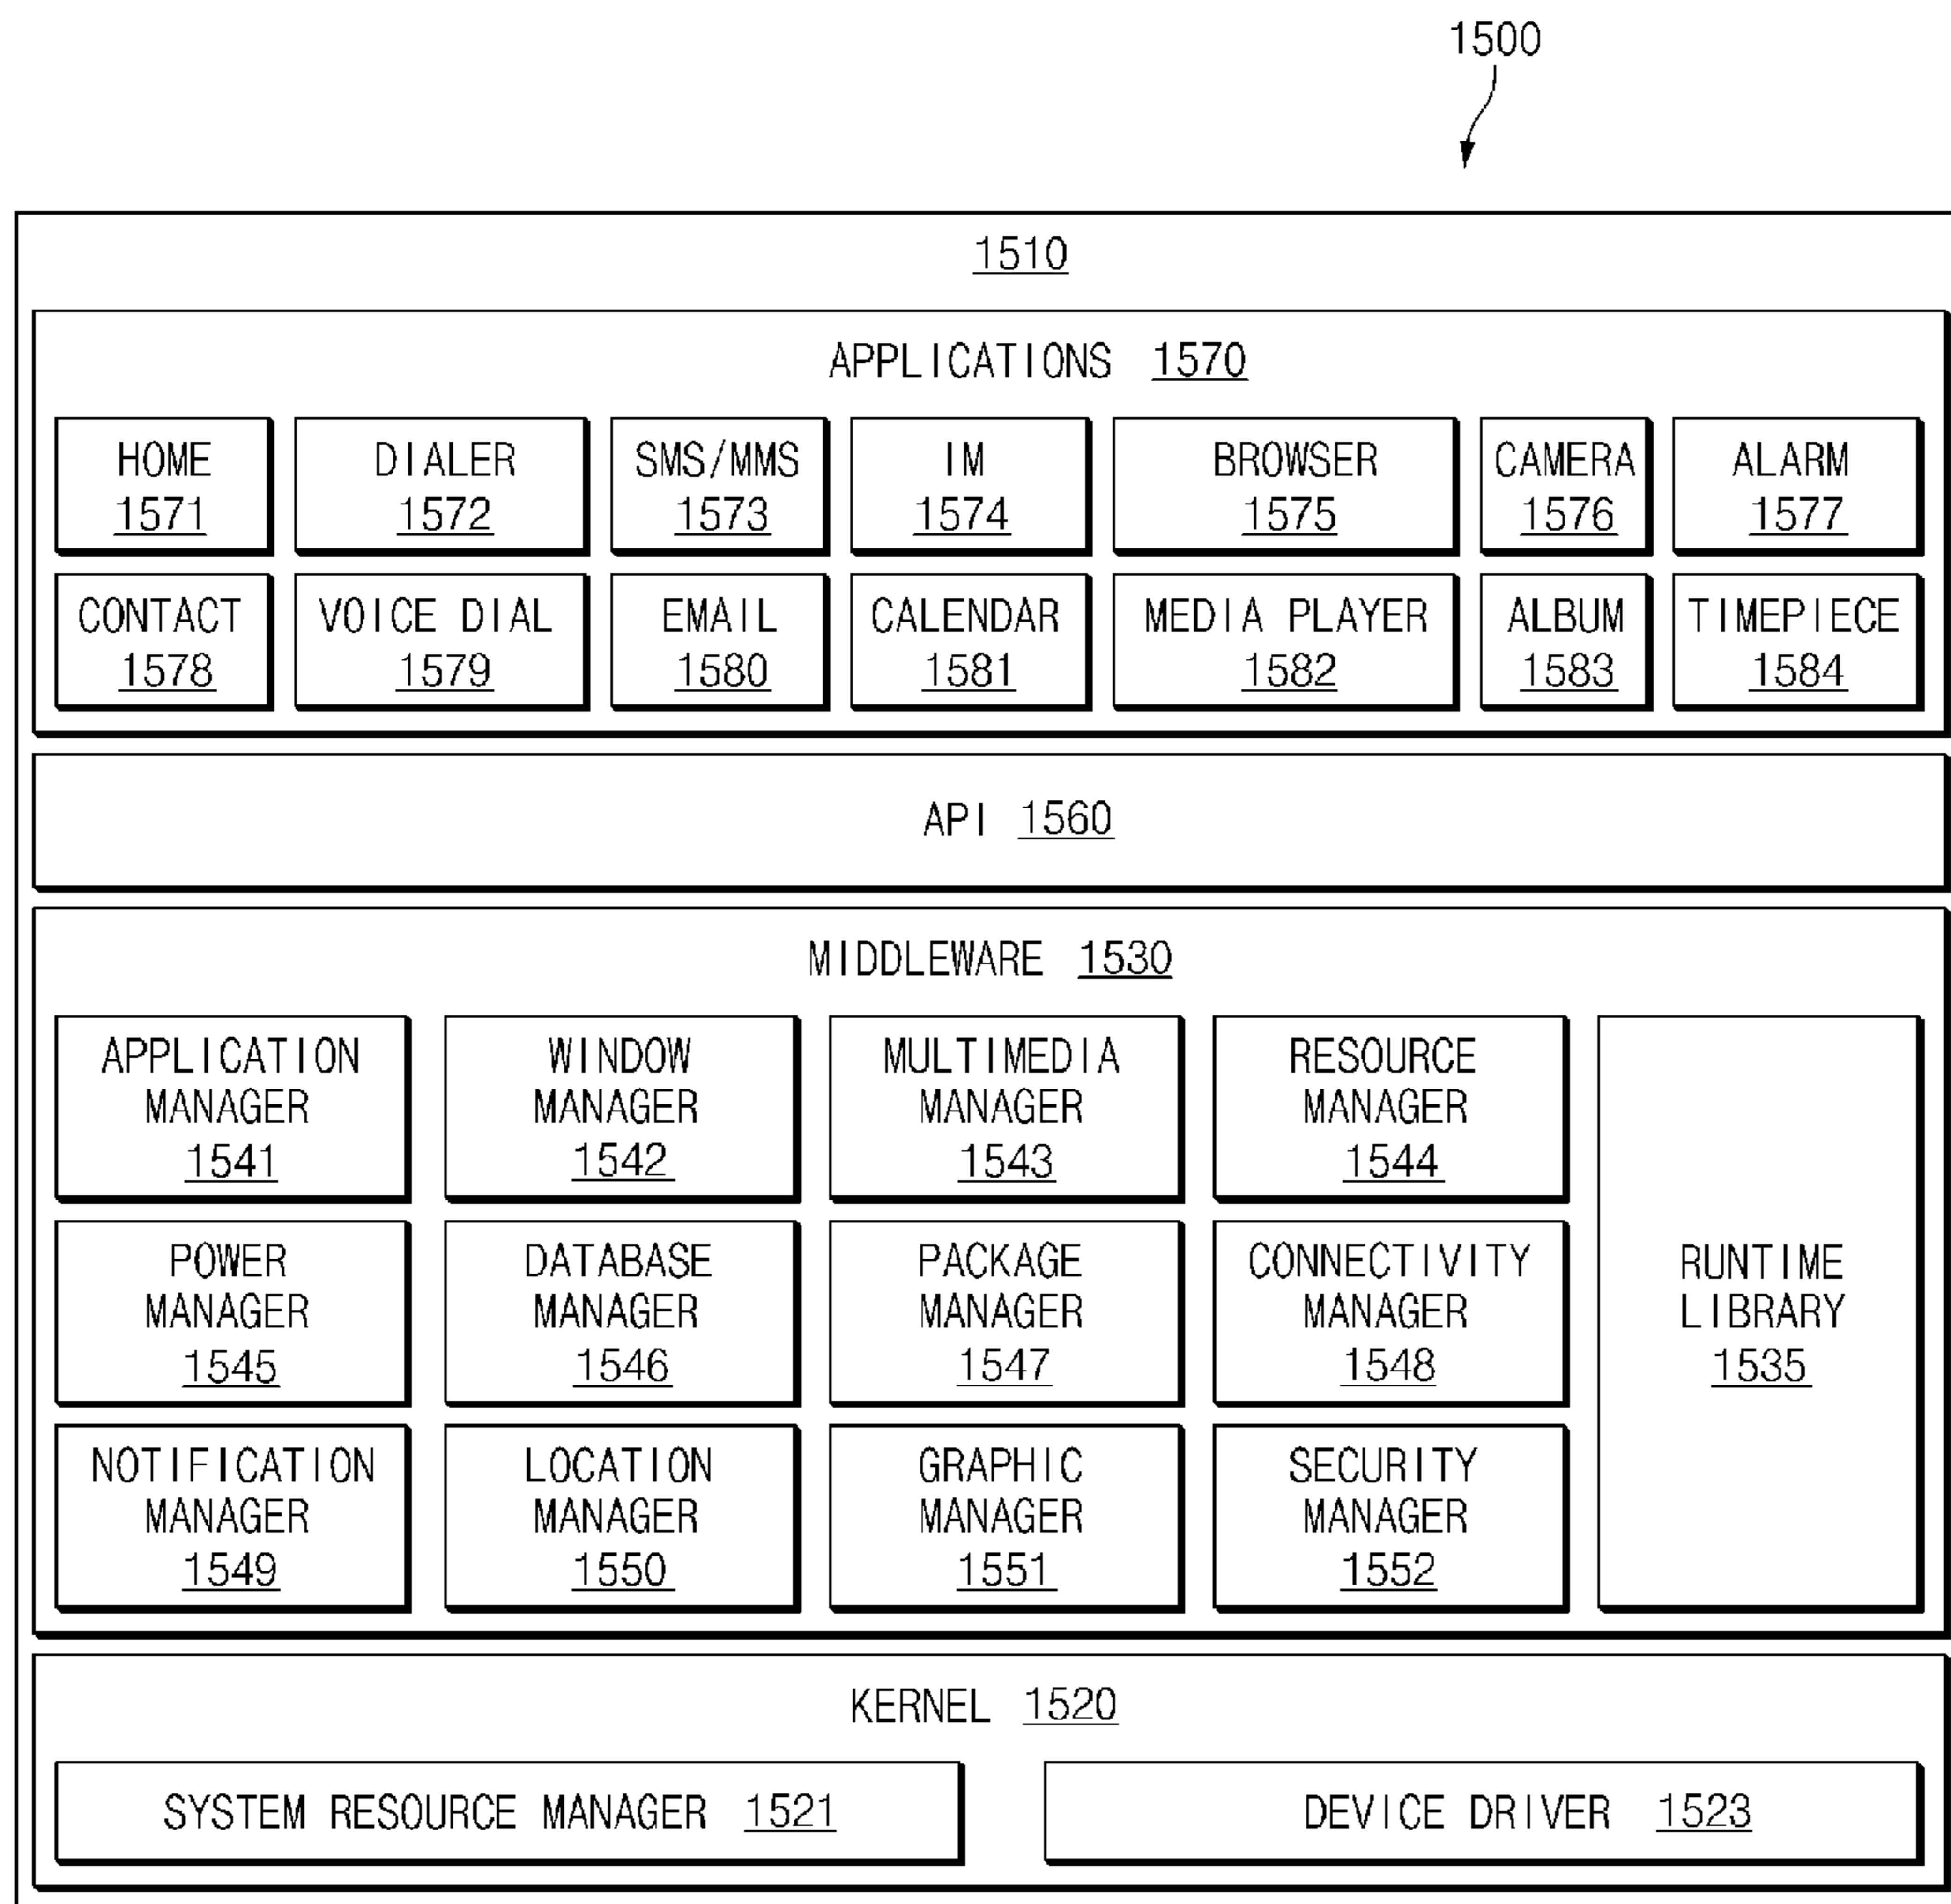 1500
1510
APPLICATIONS 1570
HOME
1571
DIALER
1572
SMS/MMS
1573
IM
1574
BROWSER
1575
CAMERA
1576
ALARM
1577
CONTACT
1578
VOICE DIAL
1579
EMAIL
1580
CALENDAR
1581
MEDIA PLAYER
1582
ALBUM
1583
TIMEPIECE
1584
API 1560
MIDDLEWARE 1530
APPLICATION
MANAGER
1541
WINDOW
MANAGER
1542
MULTIMEDIA
MANAGER
1543
RESOURCE
MANAGER
1544
POWER
MANAGER
1545
DATABASE
MANAGER
1546
PACKAGE
MANAGER
1547
CONNECTIVITY
MANAGER
1548
NOTIFICATION
MANAGER
1549
LOCATION
MANAGER
1550
GRAPHIC
MANAGER
1551
SECURITY
MANAGER
1552
RUNTIME
LIBRARY
1535
KERNEL 1520
SYSTEM RESOURCE MANAGER 1521
DEVICE DRIVER 1523